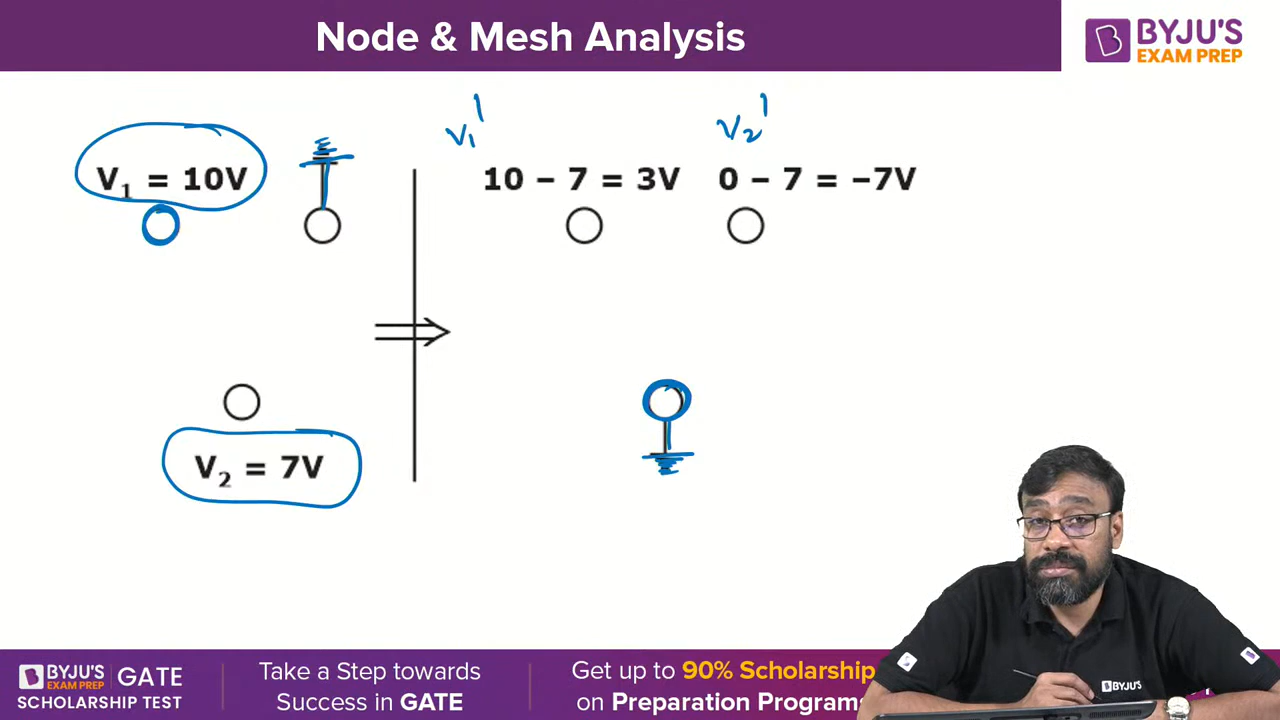 Node & Mesh Analysis
BYJU'S
EXAM PREP
V₁' V₂'
V₁ = 10V
10 − 7 = 3V 0 − 7 = −7V
V₂ = 7V
BYJU'S
EXAM PREP
GATE
SCHOLARSHIP TEST
Take a Step towards
Success in GATE
Get up to 90% Scholarship
on Preparation Programs
BYJU'S